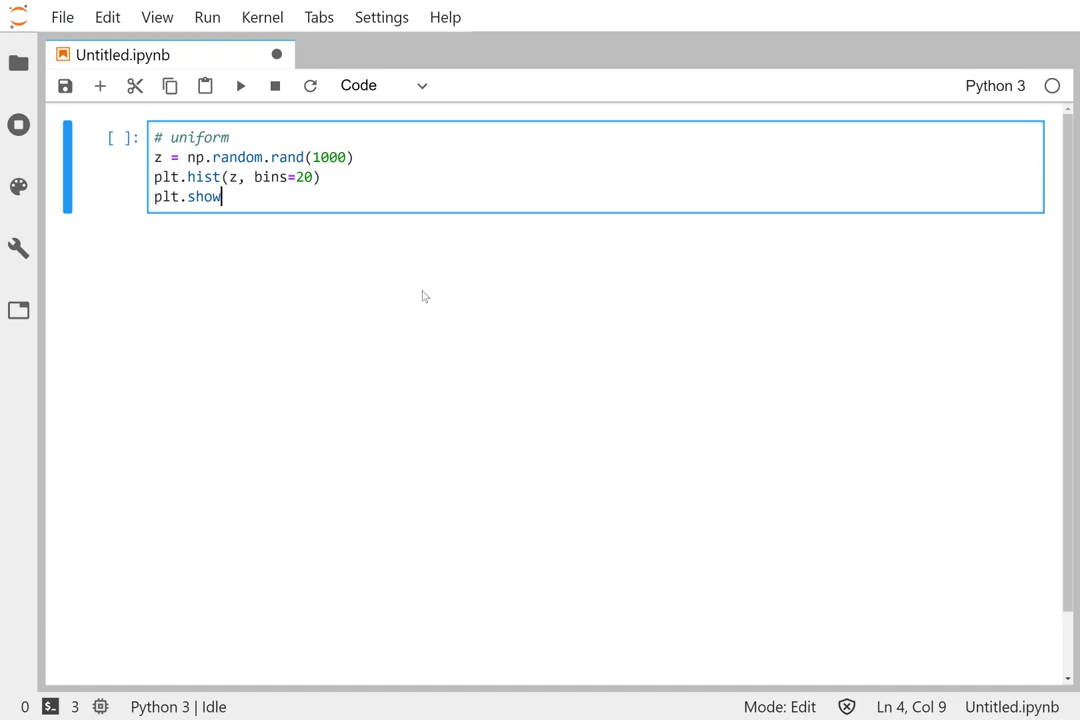 File Edit View Run Kernel Tabs Settings Help
Untitled.ipynb
Code
Python 3
[ ]:
# uniform
z = np.random.rand(1000)
plt.hist(z, bins=20)
plt.show
0 $_ 3 Python 3 | Idle Mode: Edit Ln 4, Col 9 Untitled.ipynb